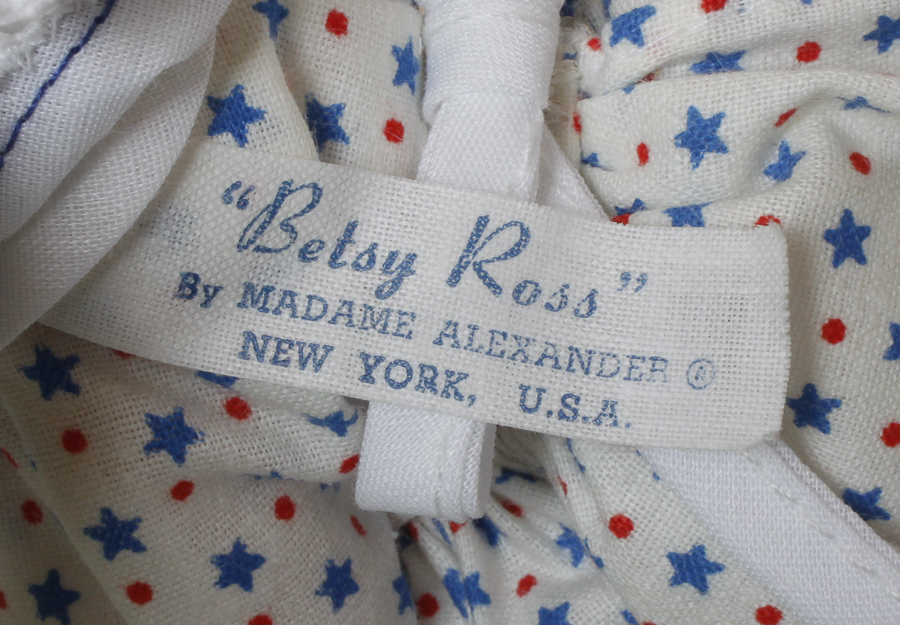 "Betsy Ross"
By MADAME ALEXANDER ®
NEW YORK, U.S.A.